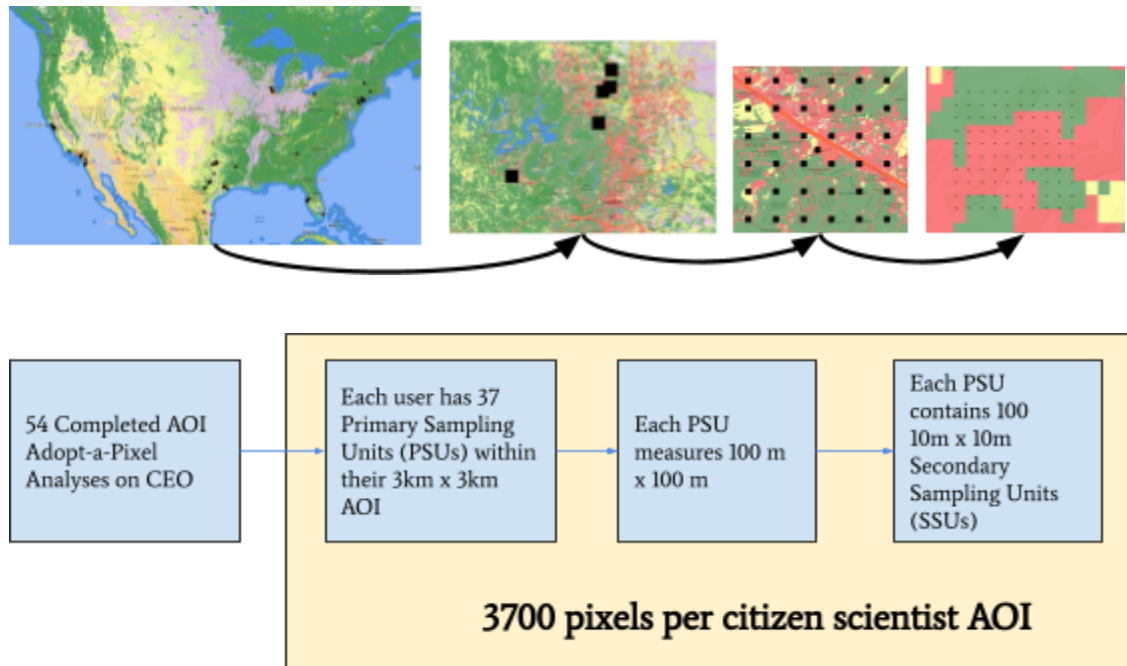 54 Completed AOI
Adopt-a-Pixel
Analyses on CEO
Each user has 37
Primary Sampling
Units (PSUs) within
their 3km x 3km
AOI
Each PSU
measures 100 m
x 100 m
Each PSU
contains 100
10m x 10m
Secondary
Sampling Units
(SSUs)
3700 pixels per citizen scientist AOI